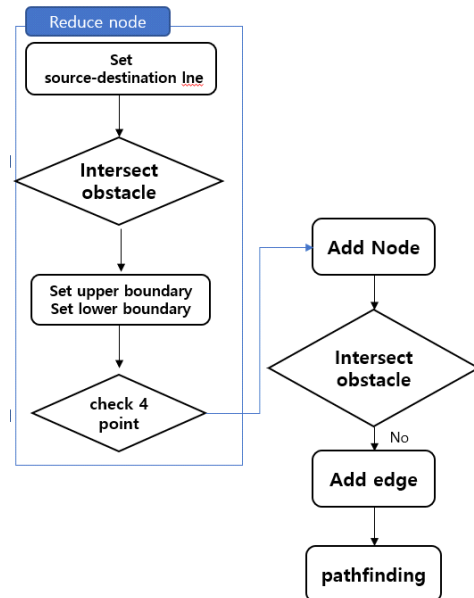 Reduce node
Set
source-destination lne
Intersect
obstacle
Set upper boundary
Set lower boundary
check 4
point
Add Node
Intersect
obstacle
No
Add edge
pathfinding